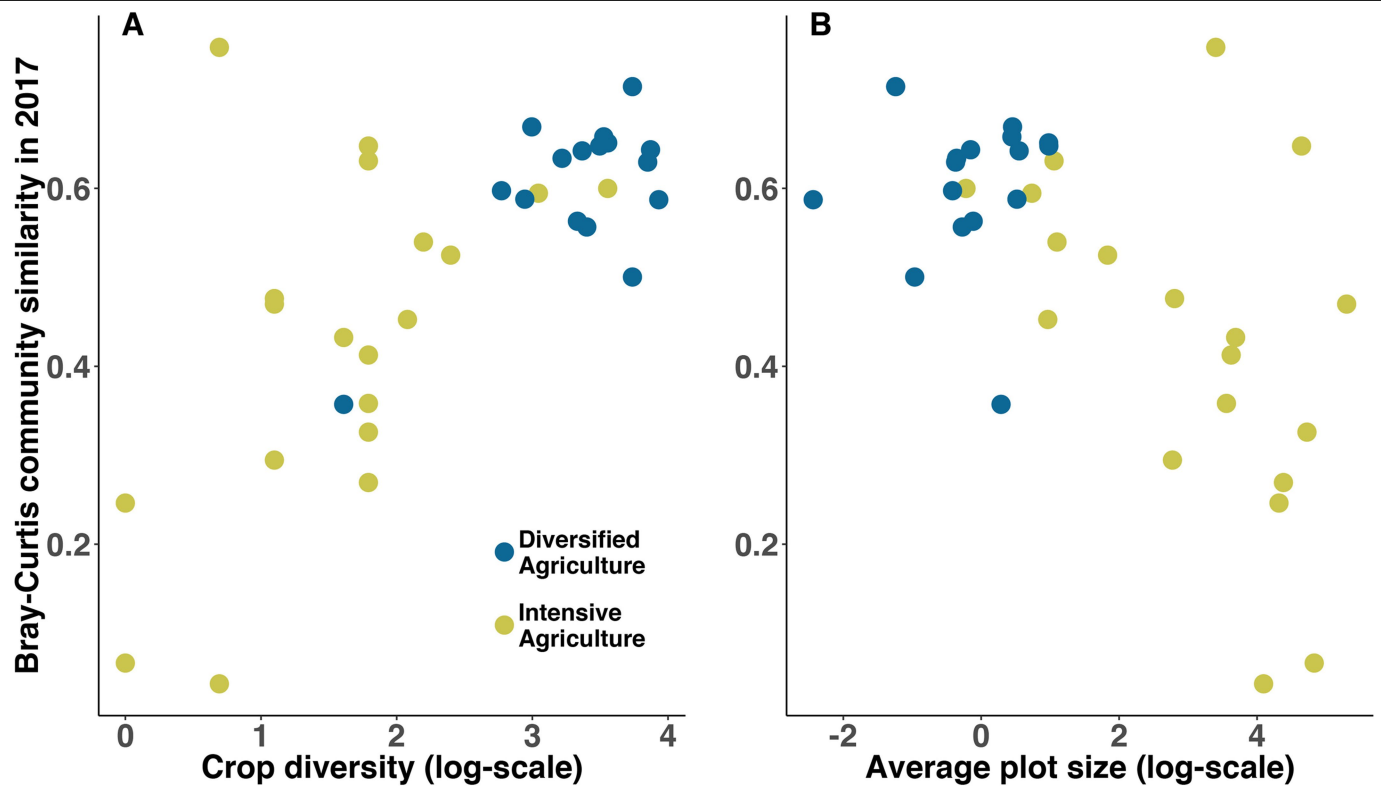 A
B
Bray-Curtis community similarity in 2017
0.6
0.4
0.2
0.6
0.4
0.2
Diversified
Agriculture
Intensive
Agriculture
0 1 2 3 4
-2 0 2 4
Crop diversity (log-scale)
Average plot size (log-scale)